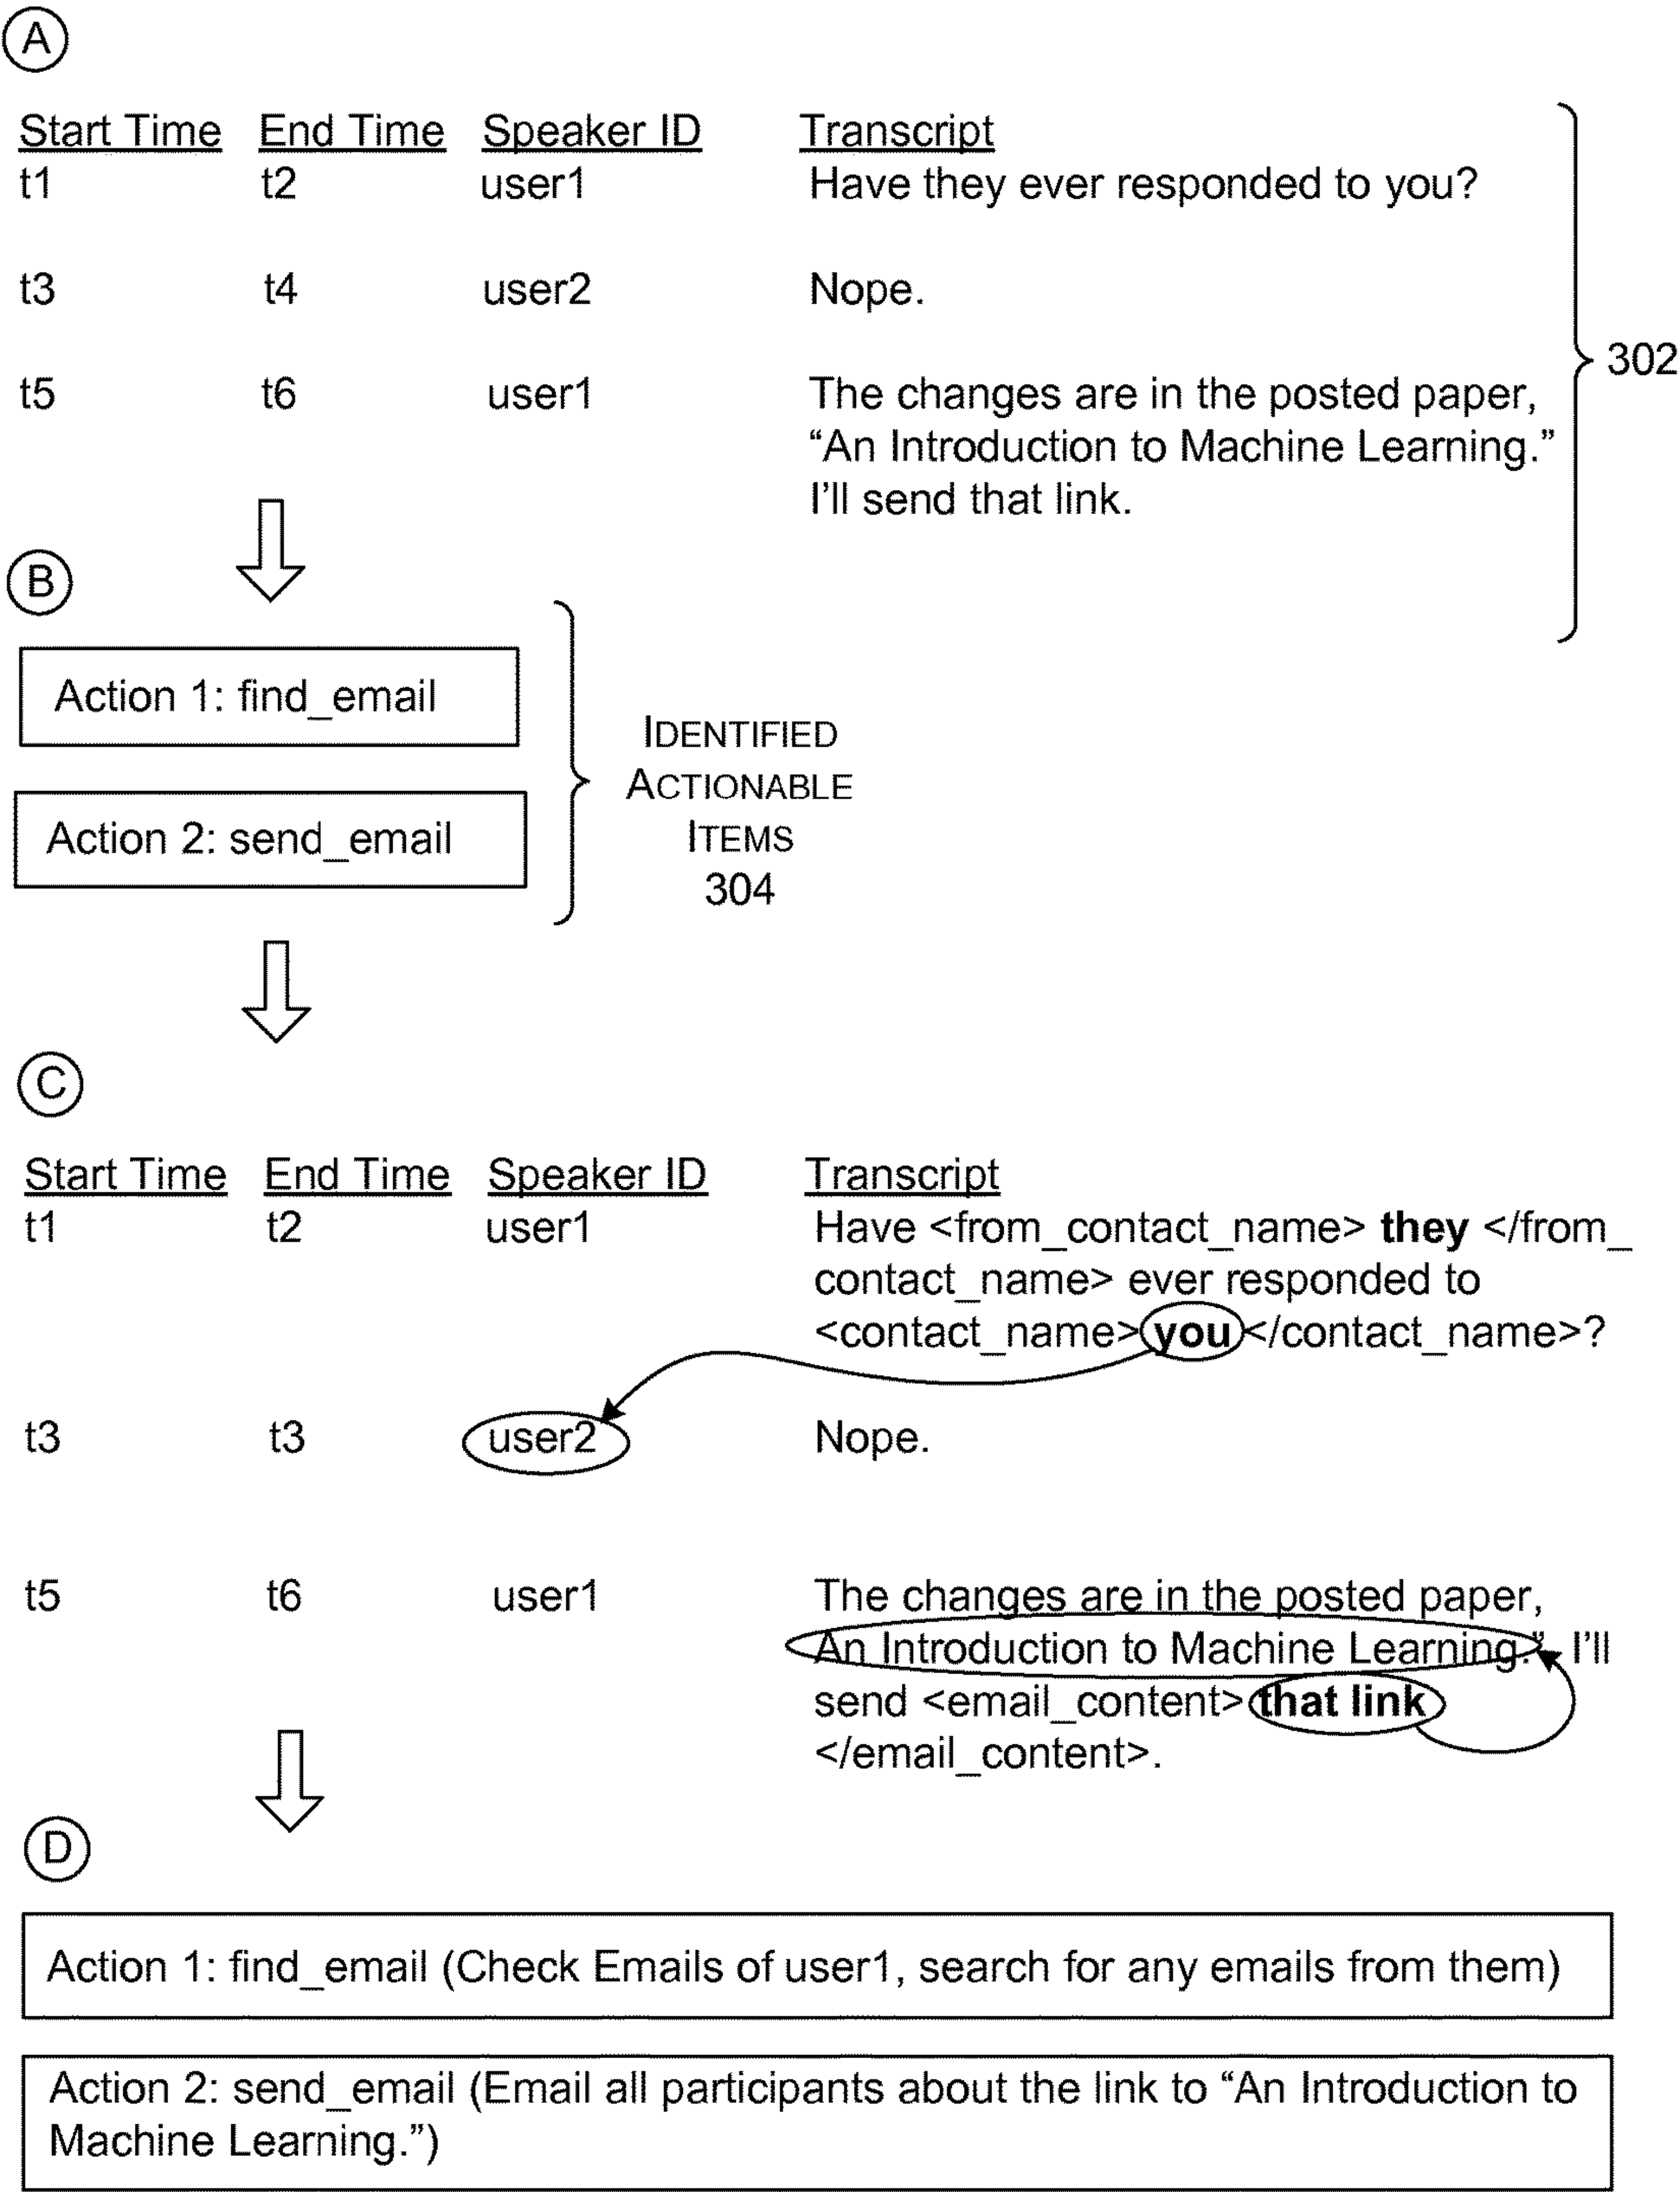 A
Start Time End Time Speaker ID Transcript
t1 t2 user1 Have they ever responded to you?
t3 t4 user2 Nope.
t5 t6 user1 The changes are in the posted paper,
“An Introduction to Machine Learning.”
I’ll send that link.
302
B
Action 1: find_email
Action 2: send_email
IDENTIFIED
ACTIONABLE
ITEMS
304
C
Start Time End Time Speaker ID Transcript
t1 t2 user1 Have <from_contact_name> they </from_
contact_name> ever responded to
<contact_name> you </contact_name>?
t3 t3 user2 Nope.
t5 t6 user1 The changes are in the posted paper,
An Introduction to Machine Learning.” I’ll
send <email_content> that link
</email_content>.
D
Action 1: find_email (Check Emails of user1, search for any emails from them)
Action 2: send_email (Email all participants about the link to “An Introduction to
Machine Learning.”)